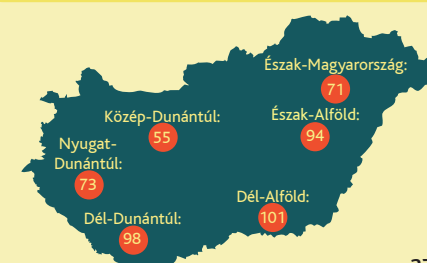 Észak-Magyarország:
71
Közép-Dunántúl:
55
Észak-Alföld:
94
Nyugat-
Dunántúl:
73
Dél-Alföld:
101
Dél-Dunántúl:
98